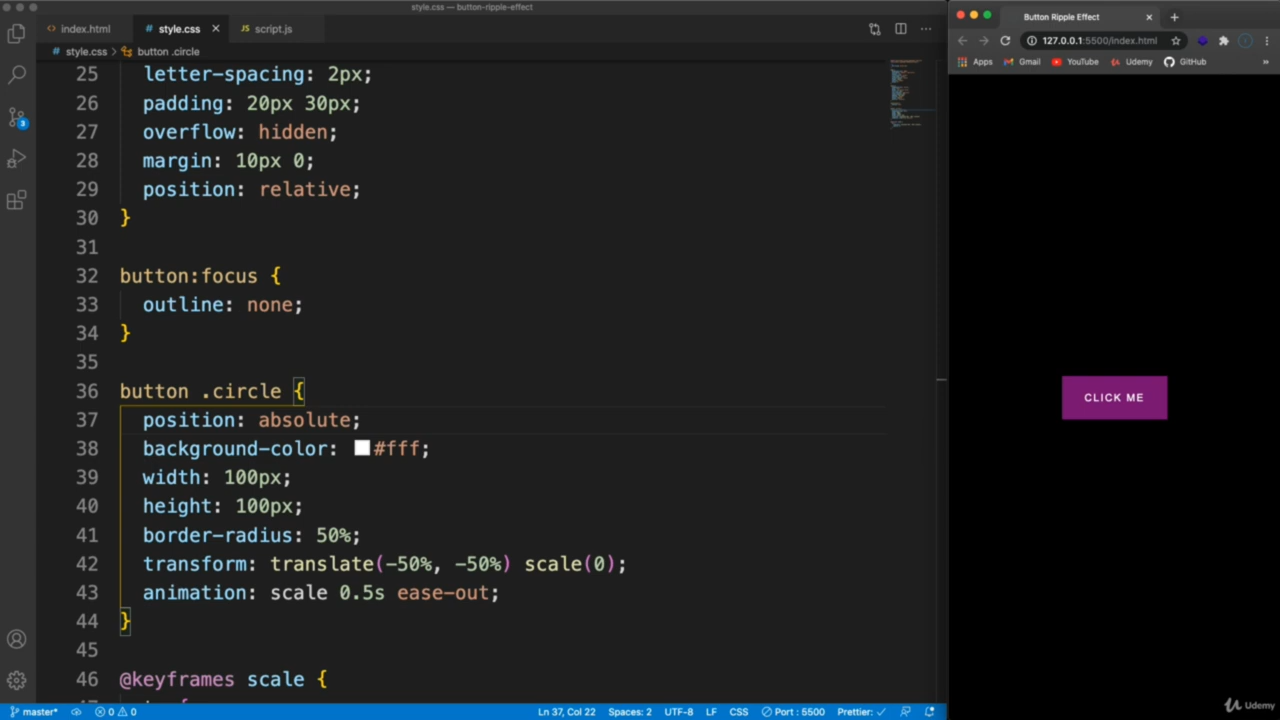 style.css — button-ripple-effect
index.html
# style.css
JS script.js
# style.css > button .circle
25 letter-spacing: 2px;
26 padding: 20px 30px;
27 overflow: hidden;
28 margin: 10px 0;
29 position: relative;
30 }
31
32 button:focus {
33 outline: none;
34 }
35
36 button .circle {
37 position: absolute;
38 background-color: #fff;
39 width: 100px;
40 height: 100px;
41 border-radius: 50%;
42 transform: translate(-50%, -50%) scale(0);
43 animation: scale 0.5s ease-out;
44 }
45
46 @keyframes scale {
3
master* 0 0 Ln 37, Col 22 Spaces: 2 UTF-8 LF CSS Port : 5500 Prettier: ✓
Button Ripple Effect
127.0.0.1:5500/index.html
Apps Gmail YouTube Udemy GitHub »
CLICK ME
Udemy